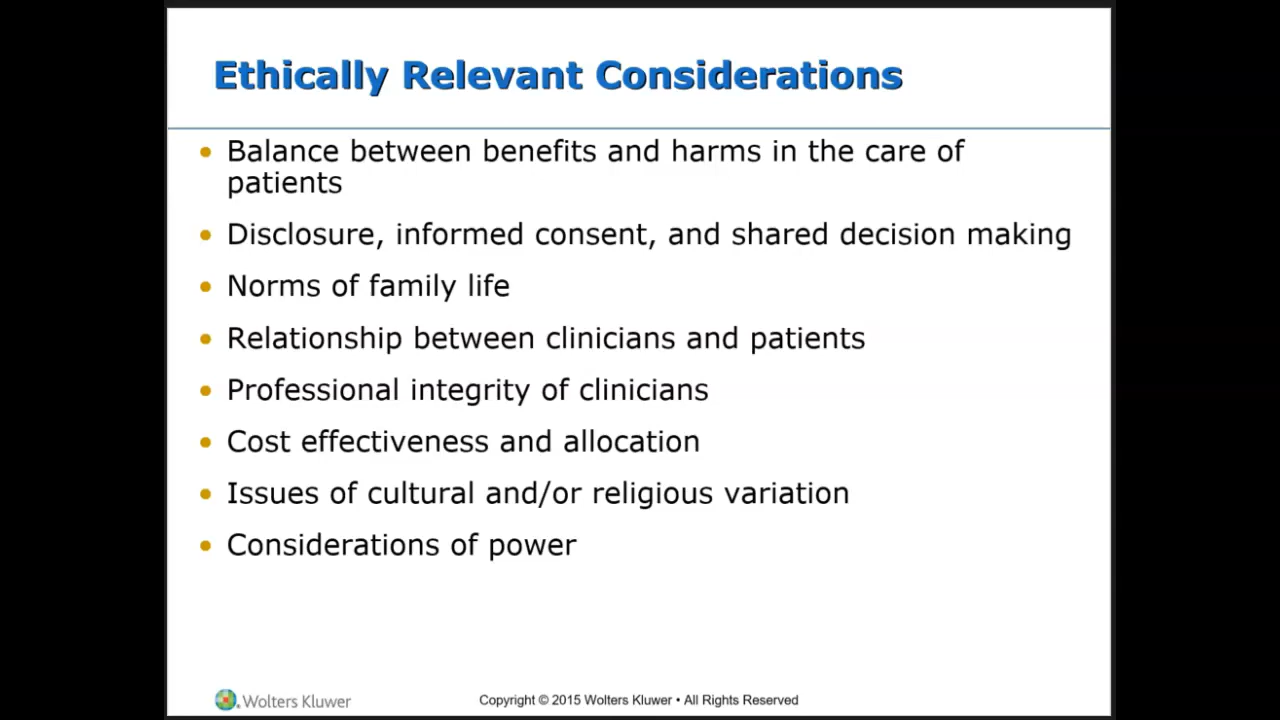 Ethically Relevant Considerations
• Balance between benefits and harms in the care of
patients
• Disclosure, informed consent, and shared decision making
• Norms of family life
• Relationship between clinicians and patients
• Professional integrity of clinicians
• Cost effectiveness and allocation
• Issues of cultural and/or religious variation
• Considerations of power
Wolters Kluwer
Copyright © 2015 Wolters Kluwer • All Rights Reserved